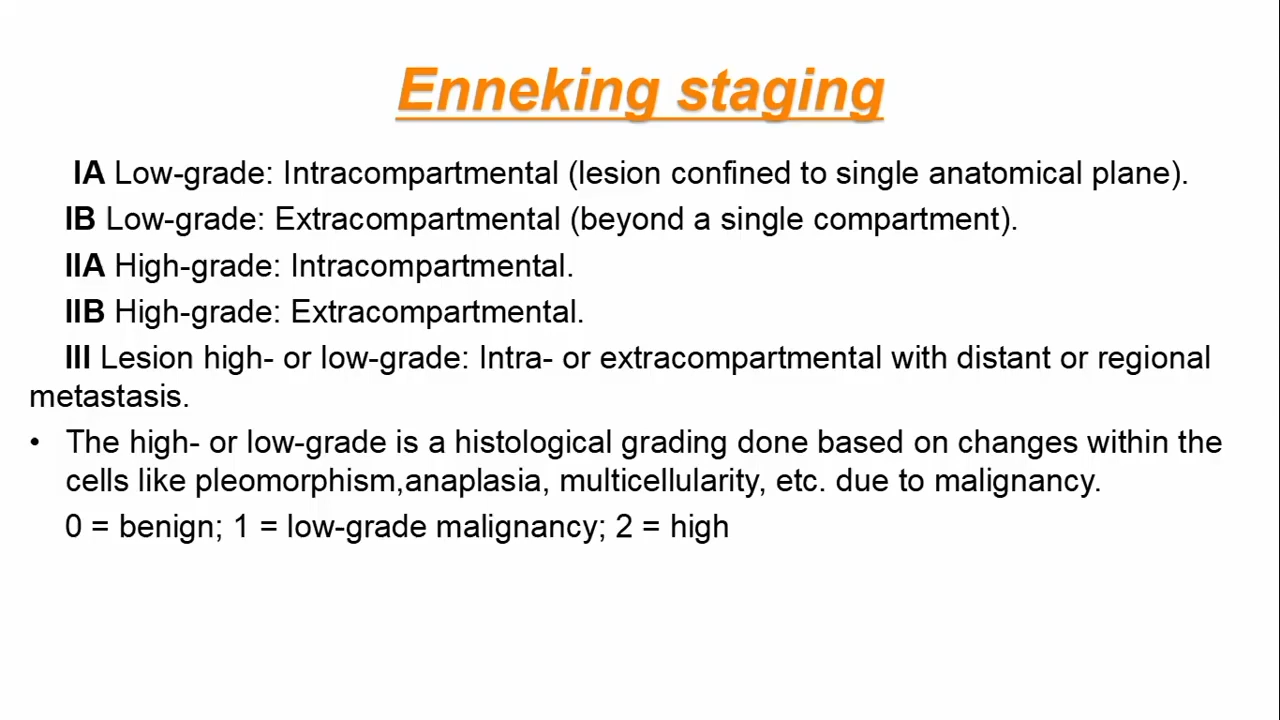 Enneking staging
IA Low-grade: Intracompartmental (lesion confined to single anatomical plane).
IB Low-grade: Extracompartmental (beyond a single compartment).
IIA High-grade: Intracompartmental.
IIB High-grade: Extracompartmental.
III Lesion high- or low-grade: Intra- or extracompartmental with distant or regional
metastasis.
• The high- or low-grade is a histological grading done based on changes within the
cells like pleomorphism,anaplasia, multicellularity, etc. due to malignancy.
0 = benign; 1 = low-grade malignancy; 2 = high